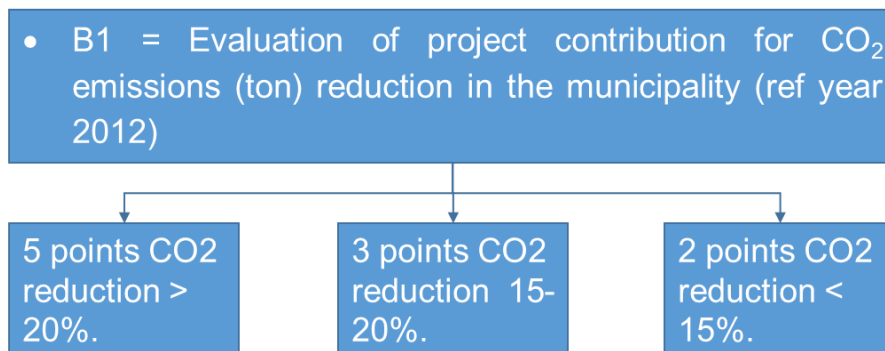 • B1 = Evaluation of project contribution for CO₂
emissions (ton) reduction in the municipality (ref year
2012)
5 points CO2
reduction >
20%.
3 points CO2
reduction 15-
20%.
2 points CO2
reduction <
15%.